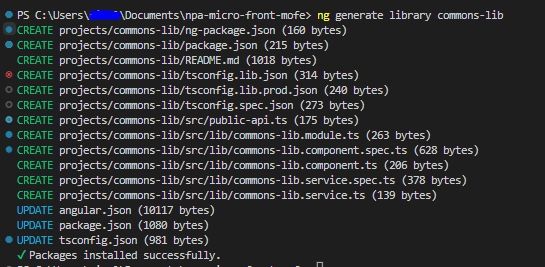 PS C:\Users\ \Documents\npa-micro-front-mofe> ng generate library commons-lib
CREATE projects/commons-lib/ng-package.json (160 bytes)
CREATE projects/commons-lib/package.json (215 bytes)
CREATE projects/commons-lib/README.md (1018 bytes)
CREATE projects/commons-lib/tsconfig.lib.json (314 bytes)
CREATE projects/commons-lib/tsconfig.lib.prod.json (240 bytes)
CREATE projects/commons-lib/tsconfig.spec.json (273 bytes)
CREATE projects/commons-lib/src/public-api.ts (175 bytes)
CREATE projects/commons-lib/src/lib/commons-lib.module.ts (263 bytes)
CREATE projects/commons-lib/src/lib/commons-lib.component.spec.ts (628 bytes)
CREATE projects/commons-lib/src/lib/commons-lib.component.ts (206 bytes)
CREATE projects/commons-lib/src/lib/commons-lib.service.spec.ts (378 bytes)
CREATE projects/commons-lib/src/lib/commons-lib.service.ts (139 bytes)
UPDATE angular.json (10117 bytes)
UPDATE package.json (1080 bytes)
UPDATE tsconfig.json (981 bytes)
✓ Packages installed successfully.